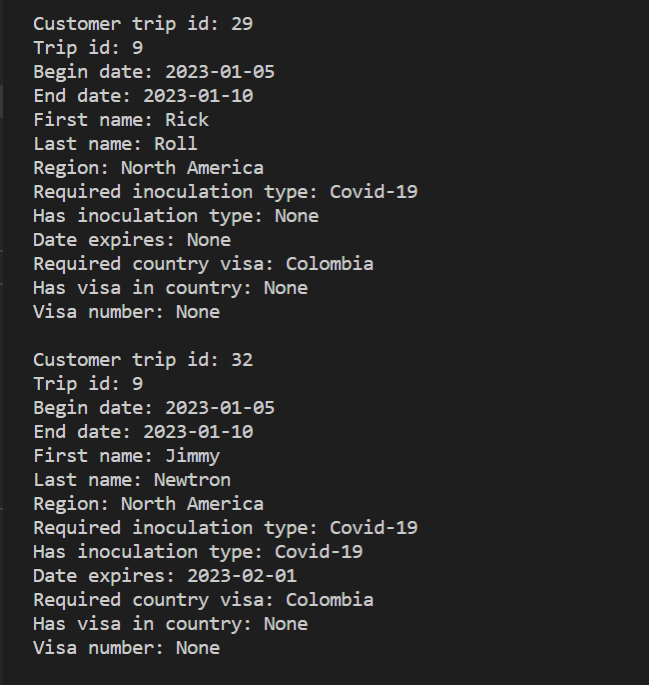 Customer trip id: 29
Trip id: 9
Begin date: 2023-01-05
End date: 2023-01-10
First name: Rick
Last name: Roll
Region: North America
Required inoculation type: Covid-19
Has inoculation type: None
Date expires: None
Required country visa: Colombia
Has visa in country: None
Visa number: None
Customer trip id: 32
Trip id: 9
Begin date: 2023-01-05
End date: 2023-01-10
First name: Jimmy
Last name: Newtron
Region: North America
Required inoculation type: Covid-19
Has inoculation type: Covid-19
Date expires: 2023-02-01
Required country visa: Colombia
Has visa in country: None
Visa number: None